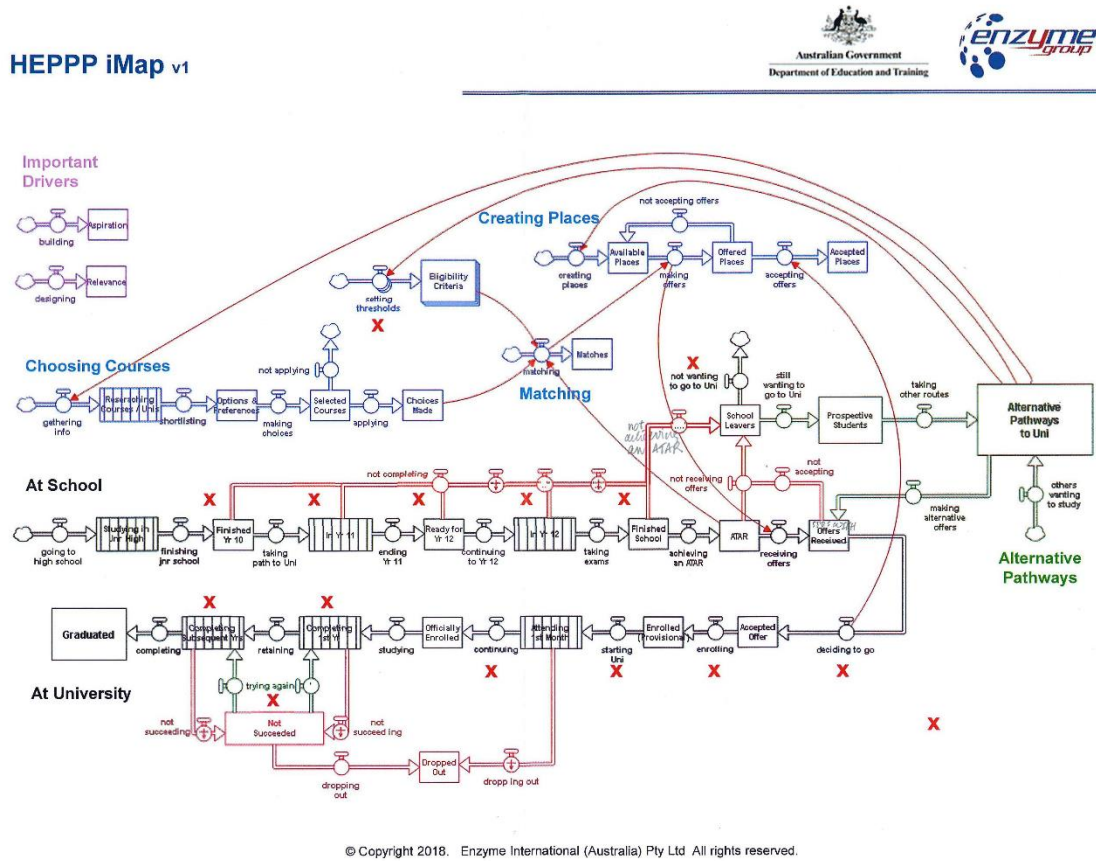 HEPPP iMap v1
Australian Government
Department of Education and Training
enzyme
group
Important
Drivers
building
Aspiration
designing
Relevance
Creating Places
not accepting offers
creating
places
Available
Places
making
offers
Offered
Places
accepting
offers
Accepted
Places
setting
thresholds
Eligibility
Criteria
X
Choosing Courses
gethering
info
Reserching
Courses / Unis
shortlisting
Options &
Preferences
making
choices
not applying
Selected
Courses
applying
Choices
Made
matching
Matches
Matching
X
not wanting
to go to Uni
still
wanting to
go to Uni
School
Leavers
Prospective
Students
taking
other routes
Alternative
Pathways
to Uni
not
delivering
an ATAR
not receiving
offers
not
accepting
making
alternative offers
others
wanting
to study
Alternative
Pathways
At School
not completing
X
X
X
X
X
going to
high school
Studying in
Jnr High
finishing
jnr school
Finished
Yr 10
taking
path to Uni
In Yr 11
ending
Yr 11
Ready for
Yr 12
continuing
to Yr 12
In Yr 12
taking
exams
Finished
School
achieving
an ATAR
ATAR
receiving
offers
Offers
Received
X
X
Graduated
completing
Completing
Subsequent Yrs
retaining
Completing
1st Yr
studying
Officially
Enrolled
continuing
Attending
1st Month
starting
Uni
Enrolled
(Provisional)
enrolling
Accepted
Offer
deciding to go
X
X
X
X
At University
trying again
X
not
succeeding
Not
Succeeded
not
succeed ing
dropping
out
Dropped
Out
dropp ing out
X
© Copyright 2018. Enzyme International (Australia) Pty Ltd All rights reserved.